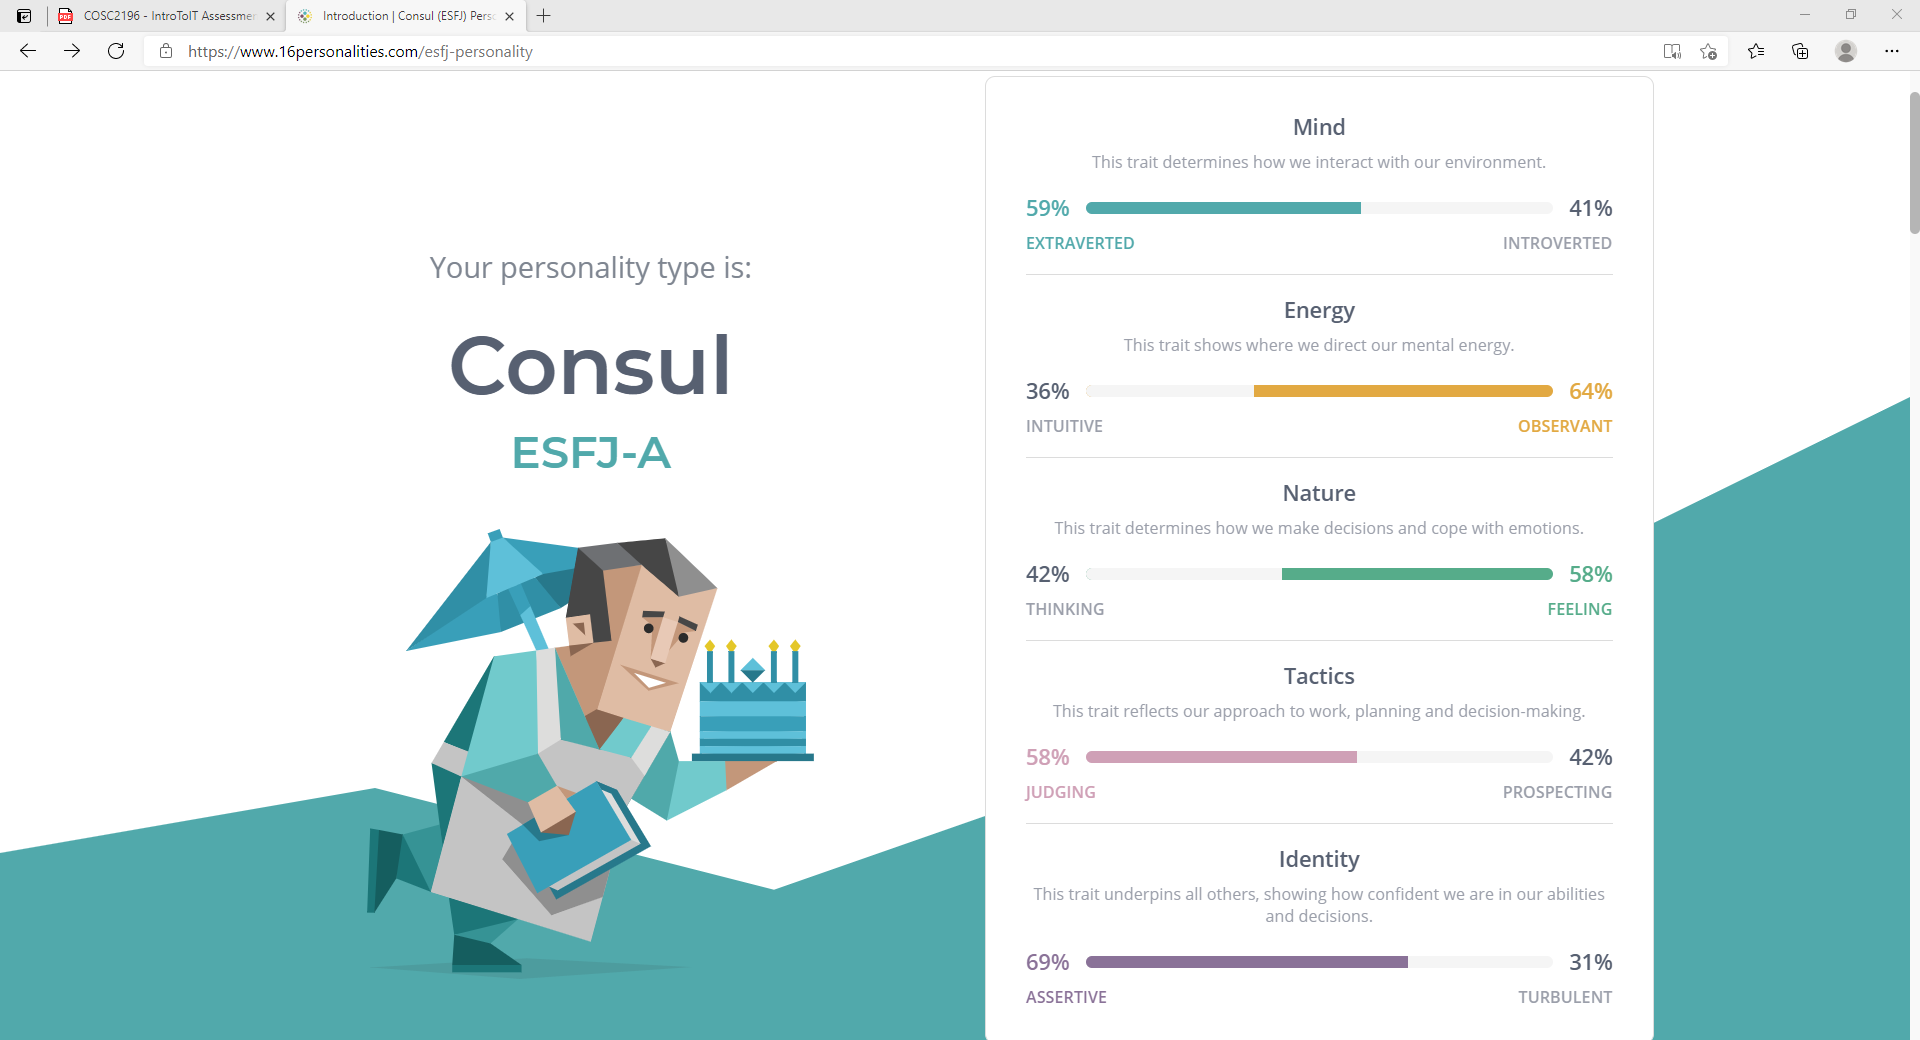 COSC2196 - IntroToIT Assessmen
Introduction | Consul (ESFJ) Perso
https://www.16personalities.com/esfj-personality
Your personality type is:
Consul
ESFJ-A
Mind
This trait determines how we interact with our environment.
59% 41%
EXTRAVERTED INTROVERTED
Energy
This trait shows where we direct our mental energy.
36% 64%
INTUITIVE OBSERVANT
Nature
This trait determines how we make decisions and cope with emotions.
42% 58%
THINKING FEELING
Tactics
This trait reflects our approach to work, planning and decision-making.
58% 42%
JUDGING PROSPECTING
Identity
This trait underpins all others, showing how confident we are in our abilities
and decisions.
69% 31%
ASSERTIVE TURBULENT